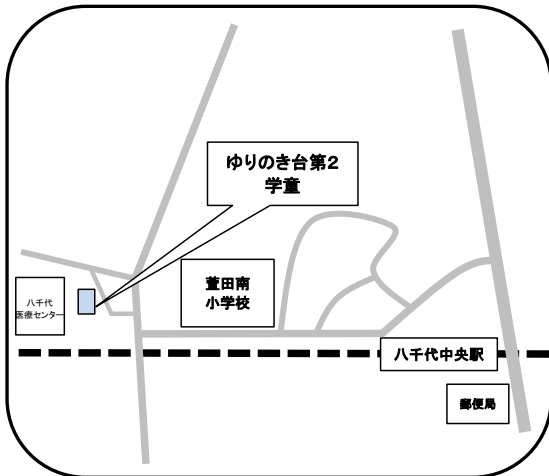 ゆりのき台第2
学童
萱田南
小学校
八千代
医療センター
八千代中央駅
郵便局